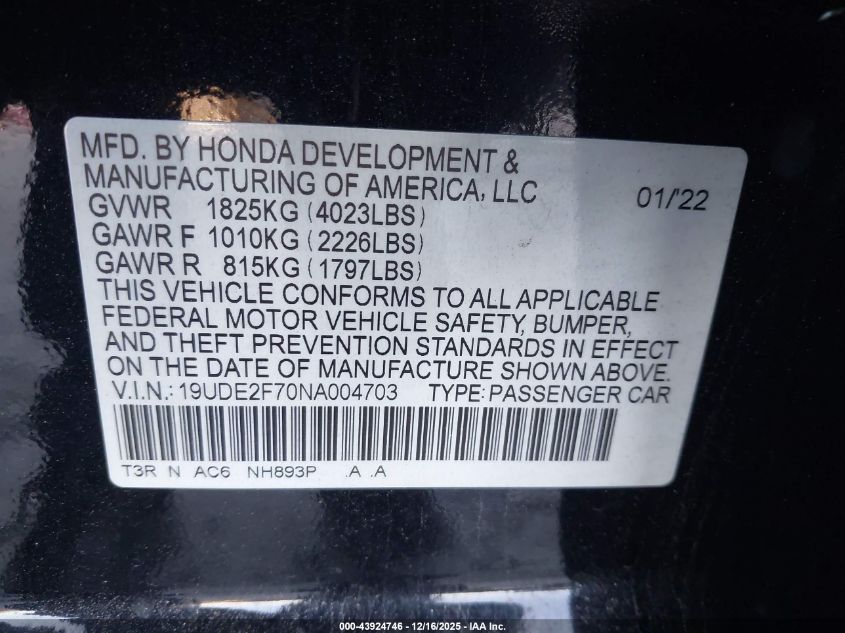 MFD. BY HONDA DEVELOPMENT &
MANUFACTURING OF AMERICA, LLC 01/'22
GVWR 1825KG (4023LBS)
GAWR F 1010KG (2226LBS)
GAWR R 815KG (1797LBS)
THIS VEHICLE CONFORMS TO ALL APPLICABLE
FEDERAL MOTOR VEHICLE SAFETY, BUMPER,
AND THEFT PREVENTION STANDARDS IN EFFECT
ON THE DATE OF MANUFACTURE SHOWN ABOVE.
V.I.N.: 19UDE2F70NA004703 TYPE: PASSENGER CAR
T3R N AC6 NH893P .A .A
000-43924746 - 12/16/2025 - IAA Inc.